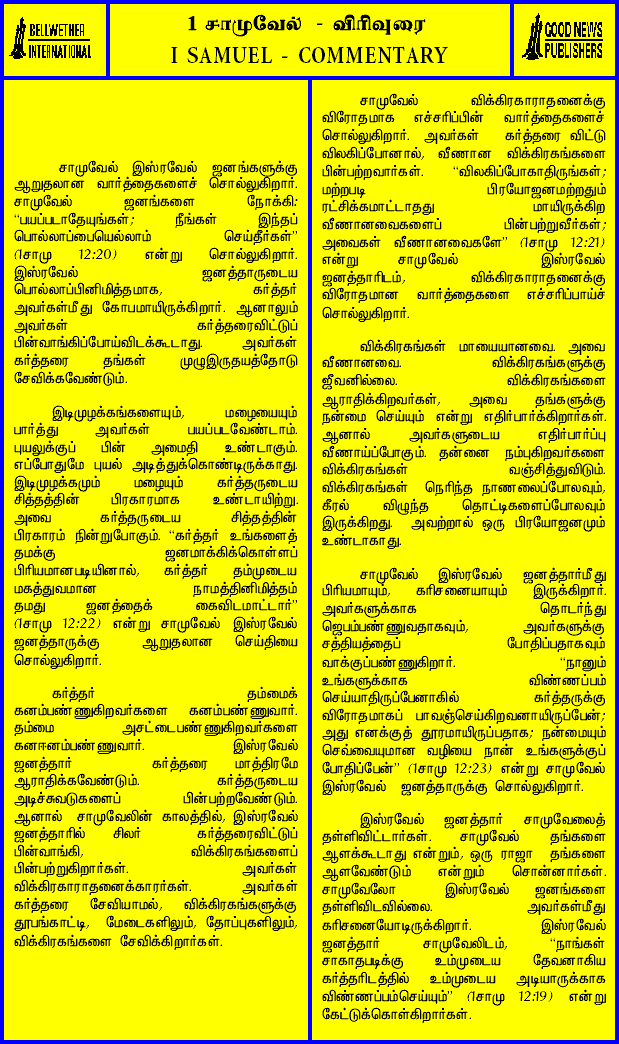 BELLWETHER
INTERNATIONAL
1 சாமுவேல் - விரிவுரை
I SAMUEL - COMMENTARY
GOOD NEWS
PUBLISHERS
சாமுவேல் இஸ்ரவேல் ஜனங்களுக்கு
ஆறுதலான வார்த்தைகளைச் சொல்லுகிறார்.
சாமுவேல் ஜனங்களை நோக்கி:
“பயப்படாதேயுங்கள்; நீங்கள் இந்தப்
பொல்லாப்பையெல்லாம் செய்தீர்கள்”
(1சாமு 12:20) என்று சொல்லுகிறார்.
இஸ்ரவேல் ஜனத்தாருடைய
பொல்லாப்பினிமித்தமாக, கர்த்தர்
அவர்கள்மீது கோபமாயிருக்கிறார். ஆனாலும்
அவர்கள் கர்த்தரைவிட்டுப்
பின்வாங்கிப்போய்விடக்கூடாது. அவர்கள்
கர்த்தரை தங்கள் முழுஇருதயத்தோடு
சேவிக்கவேண்டும்.
இடிமுழக்கங்களையும், மழையையும்
பார்த்து அவர்கள் பயப்படவேண்டாம்.
புயலுக்குப் பின் அமைதி உண்டாகும்.
எப்போதுமே புயல் அடித்துக்கொண்டிருக்காது.
இடிமுழக்கமும் மழையும் கர்த்தருடைய
சித்தத்தின் பிரகாரமாக உண்டாயிற்று.
அவை கர்த்தருடைய சித்தத்தின்
பிரகாரம் நின்றுபோகும். “கர்த்தர் உங்களைத்
தமக்கு ஜனமாக்கிக்கொள்ளப்
பிரியமானபடியினால், கர்த்தர் தம்முடைய
மகத்துவமான நாமத்தினிமித்தம்
தமது ஜனத்தைக் கைவிடமாட்டார்”
(1சாமு 12:22) என்று சாமுவேல் இஸ்ரவேல்
ஜனத்தாருக்கு ஆறுதலான செய்தியை
சொல்லுகிறார்.
கர்த்தர் தம்மைக்
கனம்பண்ணுகிறவர்களை கனம்பண்ணுவார்.
தம்மை அசட்டைபண்ணுகிறவர்களை
கனஈனம்பண்ணுவார். இஸ்ரவேல்
ஜனத்தார் கர்த்தரை மாத்திரமே
ஆராதிக்கவேண்டும். கர்த்தருடைய
அடிச்சுவடுகளைப் பின்பற்றவேண்டும்.
ஆனால் சாமுவேலின் காலத்தில், இஸ்ரவேல்
ஜனத்தாரில் சிலர் கர்த்தரைவிட்டுப்
பின்வாங்கி, விக்கிரகங்களைப்
பின்பற்றுகிறார்கள். அவர்கள்
விக்கிரகாராதனைக்காரர்கள். அவர்கள்
கர்த்தரை சேவியாமல், விக்கிரகங்களுக்கு
தூபங்காட்டி, மேடைகளிலும், தோப்புகளிலும்,
விக்கிரகங்களை சேவிக்கிறார்கள்.
சாமுவேல் விக்கிரகாராதனைக்கு
விரோதமாக எச்சரிப்பின் வார்த்தைகளைச்
சொல்லுகிறார். அவர்கள் கர்த்தரை விட்டு
விலகிப்போனால், வீணான விக்கிரகங்களை
பின்பற்றவார்கள். “விலகிப்போகாதிருங்கள்;
மற்றபடி பிரயோஜனமற்றதும்
ரட்சிக்கமாட்டாதது மாயிருக்கிற
வீணானவைகளைப் பின்பற்றுவீர்கள்;
அவைகள் வீணானவைகளே” (1சாமு 12:21)
என்று சாமுவேல் இஸ்ரவேல்
ஜனத்தாரிடம், விக்கிரகாராதனைக்கு
விரோதமான வார்த்தைகளை எச்சரிப்பாய்ச்
சொல்லுகிறார்.
விக்கிரகங்கள் மாயையானவை. அவை
வீணானவை. விக்கிரகங்களுக்கு
ஜீவனில்லை. விக்கிரகங்களை
ஆராதிக்கிறவர்கள், அவை தங்களுக்கு
நன்மை செய்யும் என்று எதிர்பார்க்கிறார்கள்.
ஆனால் அவர்களுடைய எதிர்பார்ப்பு
வீணாய்ப்போகும். தன்னை நம்புகிறவர்களை
விக்கிரகங்கள் வஞ்சித்துவிடும்.
விக்கிரகங்கள் நெரிந்த நாணலைப்போலவும்,
கீரல் விழுந்த தொட்டிகளைப்போலவும்
இருக்கிறது. அவற்றால் ஒரு பிரயோஜனமும்
உண்டாகாது.
சாமுவேல் இஸ்ரவேல் ஜனத்தார்மீது
பிரியமாயும், கரிசனையாயும் இருக்கிறார்.
அவர்களுக்காக தொடர்ந்து
ஜெபம்பண்ணுவதாகவும், அவர்களுக்கு
சத்தியத்தைப் போதிப்பதாகவும்
வாக்குப்பண்ணுகிறார். “நானும்
உங்களுக்காக விண்ணப்பம்
செய்யாதிருப்பேனாகில் கர்த்தருக்கு
விரோதமாகப் பாவஞ்செய்கிறவனாயிருப்பேன்;
அது எனக்குத் தூரமாயிருப்பதாக; நன்மையும்
செவ்வையுமான வழியை நான் உங்களுக்குப்
போதிப்பேன்” (1சாமு 12:23) என்று சாமுவேல்
இஸ்ரவேல் ஜனத்தாருக்கு சொல்லுகிறார்.
இஸ்ரவேல் ஜனத்தார் சாமுவேலைத்
தள்ளிவிட்டார்கள். சாமுவேல் தங்களை
ஆளக்கூடாது என்றும், ஒரு ராஜா தங்களை
ஆளவேண்டும் என்றும் சொன்னார்கள்.
சாமுவேலோ இஸ்ரவேல் ஜனங்களை
தள்ளிவிடவில்லை. அவர்கள்மீது
கரிசனையோடிருக்கிறார். இஸ்ரவேல்
ஜனத்தார் சாமுவேலிடம், “நாங்கள்
சாகாதபடிக்கு உம்முடைய தேவனாகிய
கர்த்தரிடத்தில் உம்முடைய அடியாருக்காக
விண்ணப்பம்செய்யும்” (1சாமு 12:19) என்று
கேட்டுக்கொள்கிறார்கள்.